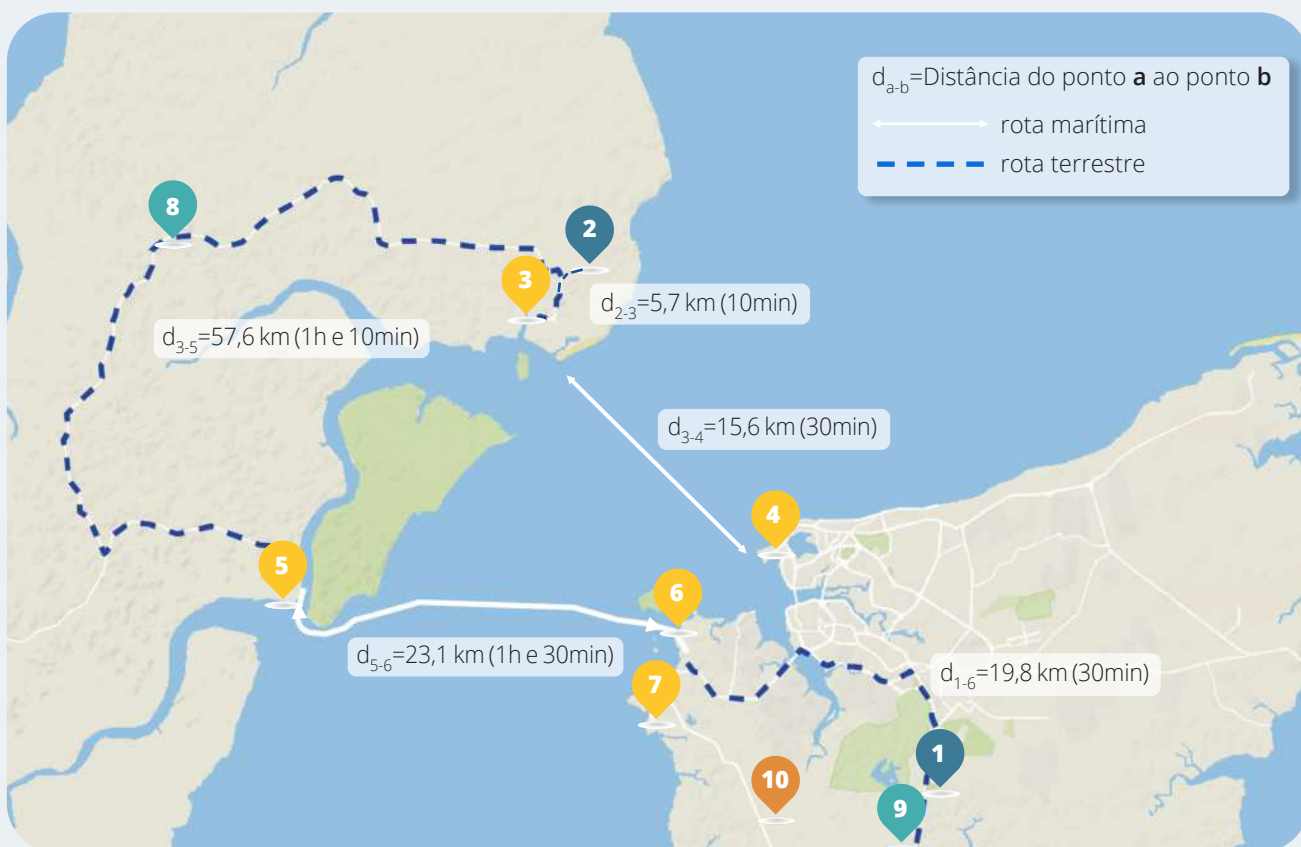 d a-b=Distância do ponto a ao ponto b
rota marítima
rota terrestre
8
2
3
d2-3=5,7 km (10min)
d3-5=57,6 km (1h e 10min)
d3-4=15,6 km (30min)
4
5
6
d5-6=23,1 km (1h e 30min)
7
d1-6=19,8 km (30min)
1
10
9